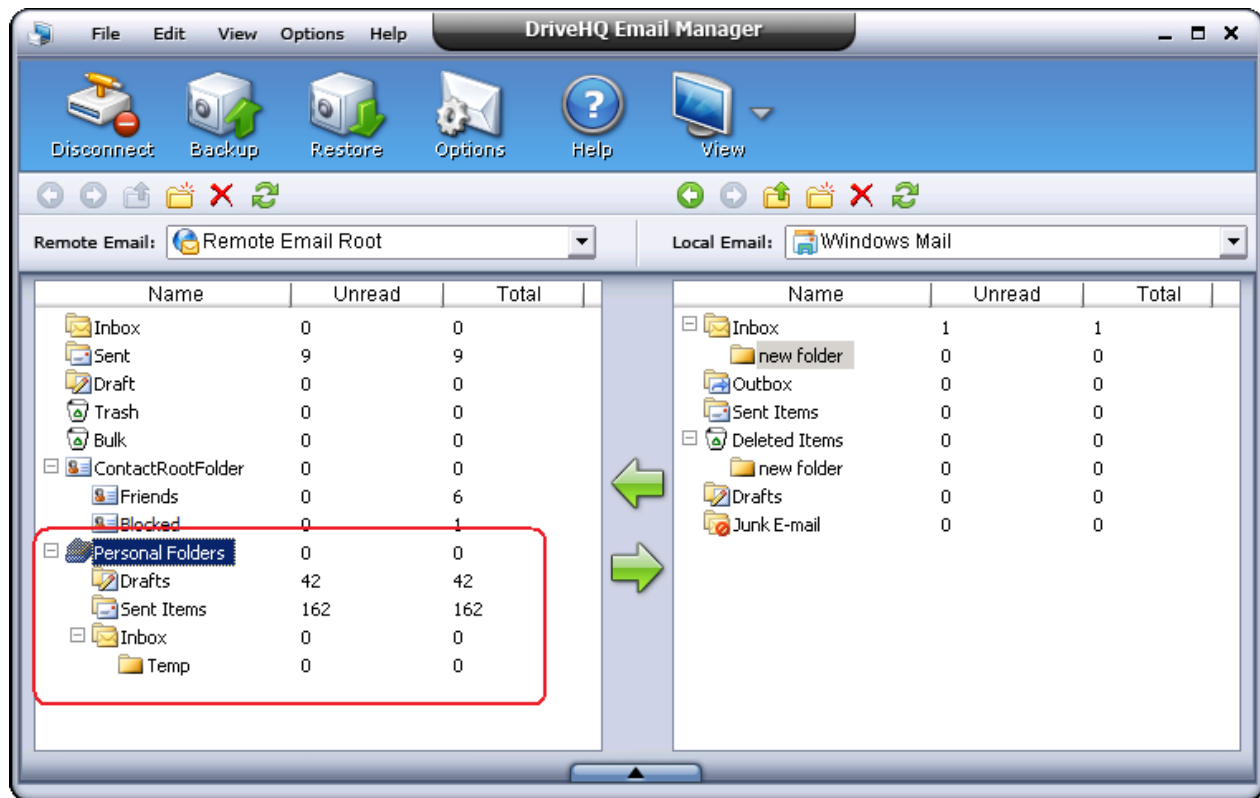 File Edit View Options Help DriveHQ Email Manager
Disconnect Backup Restore Options Help View
Remote Email: Remote Email Root Local Email: Windows Mail
Name Unread Total Name Unread Total
Inbox 0 0 Inbox 1 1
Sent 9 9 new folder 0 0
Draft 0 0 Outbox 0 0
Trash 0 0 Sent Items 0 0
Bulk 0 0 Deleted Items 0 0
ContactRootFolder 0 0 new folder 0 0
Friends 0 6 Drafts 0 0
Blocked 0 1 Junk E-mail 0 0
Personal Folders 0 0
Drafts 42 42
Sent Items 162 162
Inbox 0 0
Temp 0 0